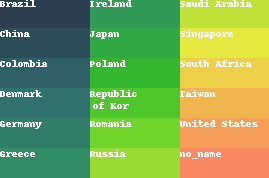 Brazil
China
Colombia
Denmark
Germany
Greece
Ireland
Japan
Poland
Republic
of Kor
Romania
Russia
Saudi Arabia
Singapore
South Africa
Taiwan
United States
no_name